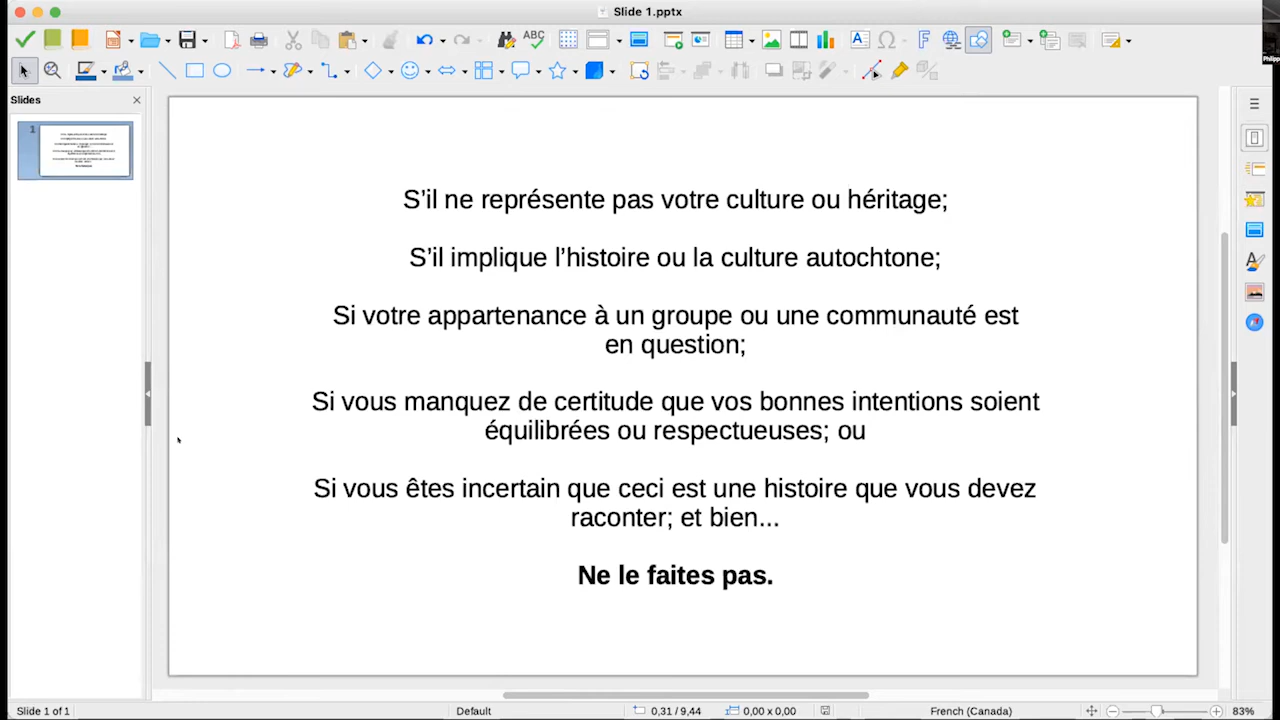 Slide 1.pptx
ABC
Slides
1
S’il ne représente pas votre culture ou héritage;
S’il implique l’histoire ou la culture autochtone;
Si votre appartenance à un groupe ou une communauté est
en question;
Si vous manquez de certitude que vos bonnes intentions soient
équilibrées ou respectueuses; ou
Si vous êtes incertain que ceci est une histoire que vous devez
raconter; et bien...
Ne le faites pas.
Slide 1 of 1
Default
0,31 / 9,44
0,00 x 0,00
French (Canada)
83%